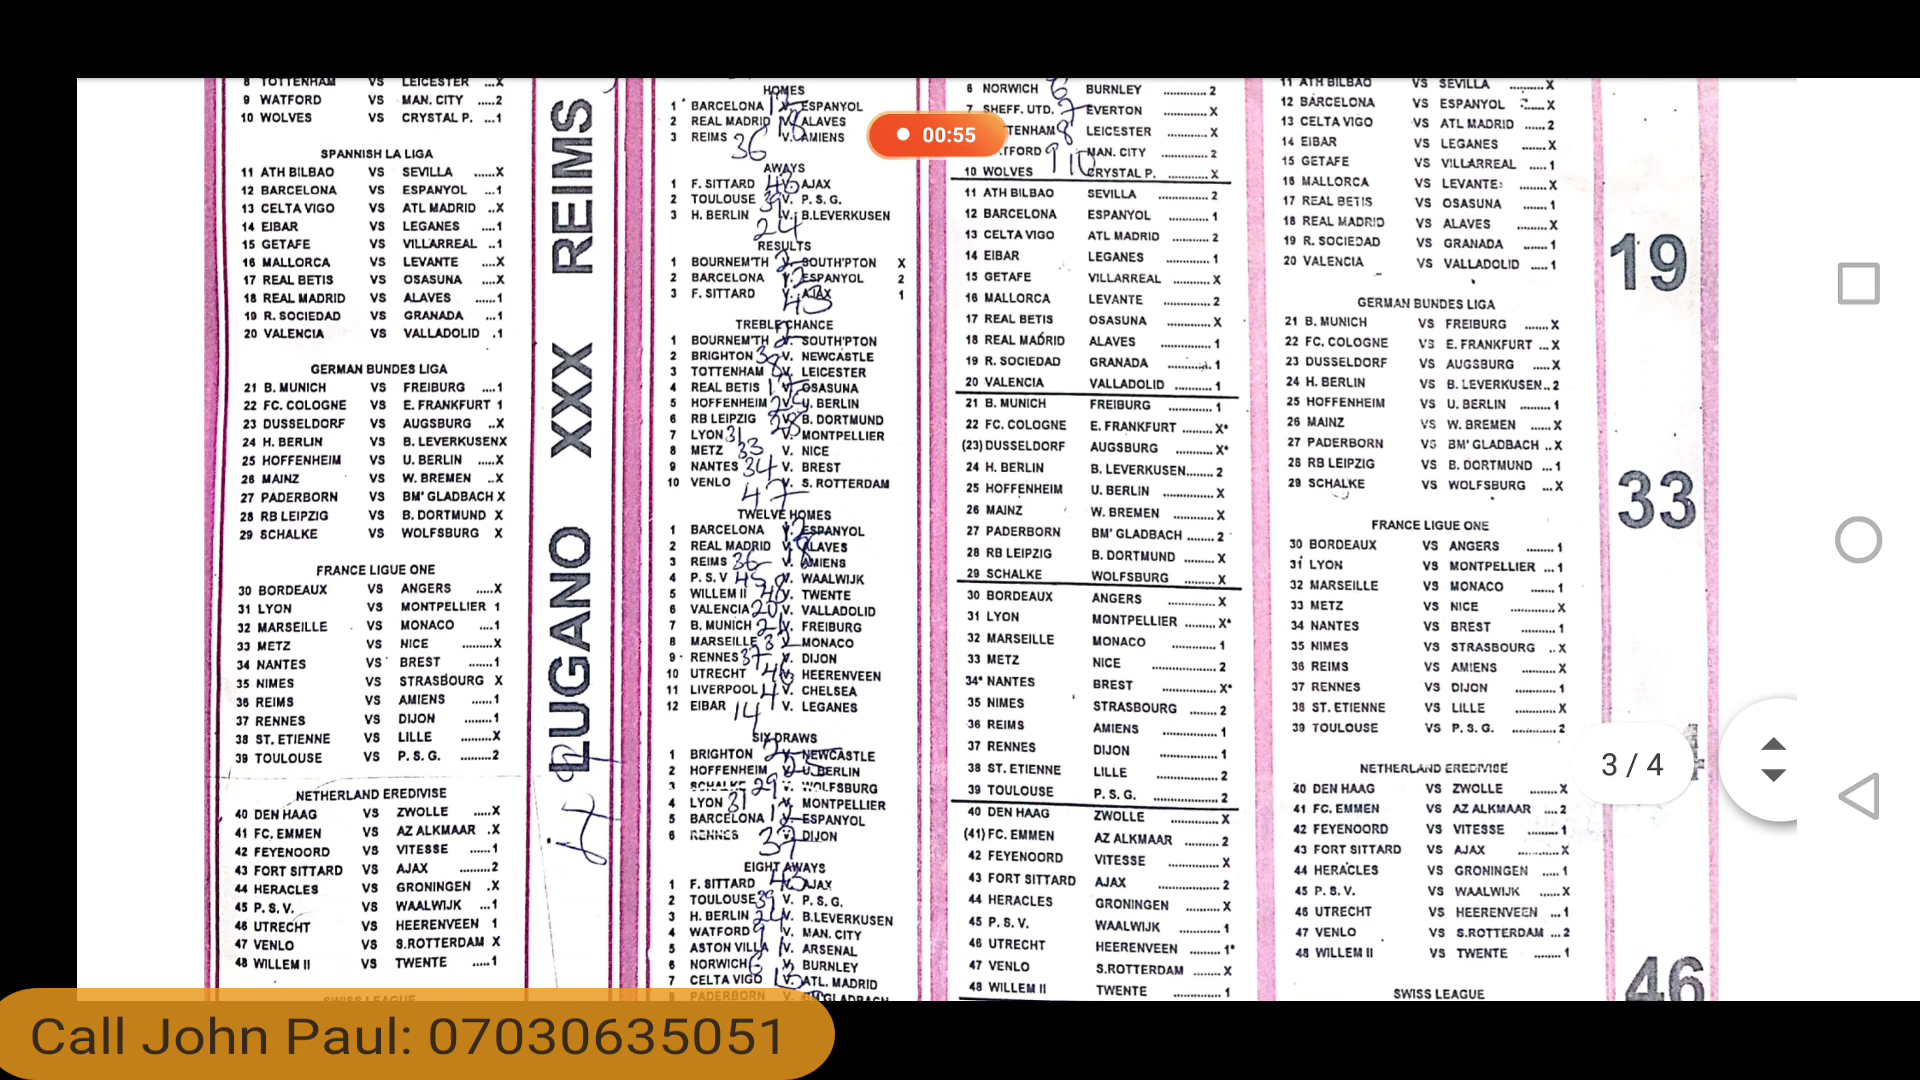 8 TOTTENHAM VS LEICESTER ...X
9 WATFORD VS MAN. CITY ......2
10 WOLVES VS CRYSTAL P. ...1
SPANNISH LA LIGA
11 ATH BILBAO VS SEVILLA ......X
12 BARCELONA VS ESPANYOL ...1
13 CELTA VIGO VS ATL MADRID ..X
14 EIBAR VS LEGANES ....1
15 GETAFE VS VILLARREAL ..1
16 MALLORCA VS LEVANTE ....X
17 REAL BETIS VS OSASUNA ....X
18 REAL MADRID VS ALAVES ......1
19 R. SOCIEDAD VS GRANADA ...1
20 VALENCIA VS VALLADOLID .1
GERMAN BUNDES LIGA
21 B. MUNICH VS FREIBURG ....1
22 FC. COLOGNE VS E. FRANKFURT 1
23 DUSSELDORF VS AUGSBURG ..X
24 H. BERLIN VS B. LEVERKUSENX
25 HOFFENHEIM VS U. BERLIN .....X
26 MAINZ VS W. BREMEN ..X
27 PADERBORN VS BM' GLADBACH X
28 RB LEIPZIG VS B. DORTMUND X
29 SCHALKE VS WOLFSBURG X
FRANCE LIGUE ONE
30 BORDEAUX VS ANGERS .....X
31 LYON VS MONTPELLIER 1
32 MARSEILLE VS MONACO ....1
33 METZ VS NICE .........X
34 NANTES VS BREST .......1
35 NIMES VS STRASBOURG X
36 REIMS VS AMIENS ......1
37 RENNES VS DIJON ........1
38 ST. ETIENNE VS LILLE .........X
39 TOULOUSE VS P. S. G. .........2
NETHERLAND EREDIVISE
40 DEN HAAG VS ZWOLLE .....X
41 FC. EMMEN VS AZ ALKMAAR .X
42 FEYENOORD VS VITESSE ......1
43 FORT SITTARD VS AJAX .........2
44 HERACLES VS GRONINGEN .X
45 P. S. V. VS WAALWIJK ...1
46 UTRECHT VS HEERENVEEN 1
47 VENLO VS S.ROTTERDAM X
48 WILLEM II VS TWENTE .....1
SWISS LEAGUE
LUGANO XXX REIMS
HOMES
1 BARCELONA V. ESPANYOL
2 REAL MADRID V. ALAVES
3 REIMS V. AMIENS
36
AWAYS
1 F. SITTARD V. AJAX
2 TOULOUSE V. P. S. G.
3 H. BERLIN V. B.LEVERKUSEN
24
RESULTS
1 BOURNEM'TH V. SOUTH'PTON X
2 BARCELONA V. ESPANYOL 2
3 F. SITTARD V. AJAX 1
43
TREBLE CHANCE
1 BOURNEM'TH V. SOUTH'PTON
2 BRIGHTON V. NEWCASTLE
3 TOTTENHAM V. LEICESTER
4 REAL BETIS V. OSASUNA
5 HOFFENHEIM V. U. BERLIN
6 RB LEIPZIG V. B. DORTMUND
7 LYON 31 V. MONTPELLIER
8 METZ 33 V. NICE
9 NANTES 34 V. BREST
10 VENLO V. S. ROTTERDAM
47
TWELVE HOMES
1 BARCELONA V. ESPANYOL
2 REAL MADRID V. ALAVES
3 REIMS 36 V. AMIENS
4 P. S. V 45 V. WAALWIJK
5 WILLEM II 48 V. TWENTE
6 VALENCIA 20 V. VALLADOLID
7 B. MUNICH 21 V. FREIBURG
8 MARSEILLE V. MONACO
9 RENNES 37 V. DIJON
10 UTRECHT 46 V. HEERENVEEN
11 LIVERPOOL 4 V. CHELSEA
12 EIBAR 14 V. LEGANES
SIX DRAWS
1 BRIGHTON V. NEWCASTLE
2 HOFFENHEIM V. U. BERLIN
3 SCHALKE 29 V. WOLFSBURG
4 LYON 31 V. MONTPELLIER
5 BARCELONA V. ESPANYOL
6 RENNES 37 V. DIJON
EIGHT AWAYS
1 F. SITTARD 43 V. AJAX
2 TOULOUSE 39 V. P. S. G.
3 H. BERLIN 24 V. B.LEVERKUSEN
4 WATFORD 9 V. MAN. CITY
5 ASTON VILLA V. ARSENAL
6 NORWICH 6 V. BURNLEY
7 CELTA VIGO 13 V. ATL. MADRID
8 PADERBORN V. BM'GLADBACH
00:55
6 NORWICH 6 BURNLEY ............. 2
7 SHEFF. UTD. 7 EVERTON ........... X
TENHAM 8 LEICESTER ........... X
TFORD 9 MAN. CITY ............. 2
10 WOLVES 10 CRYSTAL P. ........... X
11 ATH BILBAO SEVILLA ............. 2
12 BARCELONA ESPANYOL ........... 1
13 CELTA VIGO ATL MADRID ........... 2
14 EIBAR LEGANES ............ 1
15 GETAFE VILLARREAL ........... X
16 MALLORCA LEVANTE ............ 2
17 REAL BETIS OSASUNA ............ X
18 REAL MADRID ALAVES ............ 1
19 R. SOCIEDAD GRANADA ............ 1
20 VALENCIA VALLADOLID ........... 1
21 B. MUNICH FREIBURG ............ 1
22 FC. COLOGNE E. FRANKFURT ........ X*
(23) DUSSELDORF AUGSBURG ............ X*
24 H. BERLIN B. LEVERKUSEN....... 2
25 HOFFENHEIM U. BERLIN ............ X
26 MAINZ W. BREMEN ............ X
27 PADERBORN BM' GLADBACH ........ 2
28 RB LEIPZIG B. DORTMUND ......... X
29 SCHALKE WOLFSBURG ......... X
30 BORDEAUX ANGERS ............ X
31 LYON MONTPELLIER ........ X*
32 MARSEILLE MONACO ............ 1
33 METZ NICE ................... 2
34* NANTES BREST ............. X*
35 NIMES STRASBOURG ......... 2
36 REIMS AMIENS ............... 1
37 RENNES DIJON ................ 1
38 ST. ETIENNE LILLE ................. 2
39 TOULOUSE P. S. G. .................. 2
40 DEN HAAG ZWOLLE .............. X
(41) FC. EMMEN AZ ALKMAAR ........... 2
42 FEYENOORD VITESSE ............ X
43 FORT SITTARD AJAX .................. 2
44 HERACLES GRONINGEN .......... X
45 P. S. V. WAALWIJK ............ 1
46 UTRECHT HEERENVEEN ......... 1*
47 VENLO S.ROTTERDAM ....... X
48 WILLEM II TWENTE ............... 1
11 ATH BILBAO VS SEVILLA ......... X
12 BARCELONA VS ESPANYOL ..... X
13 CELTA VIGO VS ATL MADRID ...... 2
14 EIBAR VS LEGANES ....... X
15 GETAFE VS VILLARREAL ..... 1
16 MALLORCA VS LEVANTE ........ X
17 REAL BETIS VS OSASUNA ........ 1
18 REAL MADRID VS ALAVES ......... X
19 R. SOCIEDAD VS GRANADA ........ 1
20 VALENCIA VS VALLADOLID ..... 1
GERMAN BUNDES LIGA
21 B. MUNICH VS FREIBURG ....... X
22 FC. COLOGNE VS E. FRANKFURT ... X
23 DUSSELDORF VS AUGSBURG ..... X
24 H. BERLIN VS B. LEVERKUSEN.. 2
25 HOFFENHEIM VS U. BERLIN ......... 1
26 MAINZ VS W. BREMEN ...... X
27 PADERBORN VS BM' GLADBACH .. X
28 RB LEIPZIG VS B. DORTMUND ... 1
29 SCHALKE VS WOLFSBURG ... X
FRANCE LIGUE ONE
30 BORDEAUX VS ANGERS .......... 1
31 LYON VS MONTPELLIER ... 1
32 MARSEILLE VS MONACO ......... 1
33 METZ VS NICE ............. X
34 NANTES VS BREST ............ 1
35 NIMES VS STRASBOURG .. X
36 REIMS VS AMIENS .......... X
37 RENNES VS DIJON ............ 1
38 ST. ETIENNE VS LILLE ............ X
39 TOULOUSE VS P. S. G. ............ 2
NETHERLAND EREDIVISE
40 DEN HAAG VS ZWOLLE ........ X
41 FC. EMMEN VS AZ ALKMAAR .... 2
42 FEYENOORD VS VITESSE ......... 1
43 FORT SITTARD VS AJAX ............. X
44 HERACLES VS GRONINGEN ..... 1
45 P. S. V. VS WAALWIJK ...... X
46 UTRECHT VS HEERENVEEN ... 1
47 VENLO VS S.ROTTERDAM ... 2
48 WILLEM II VS TWENTE ........ 1
SWISS LEAGUE
19
33
46
3 / 4
Call John Paul: 07030635051